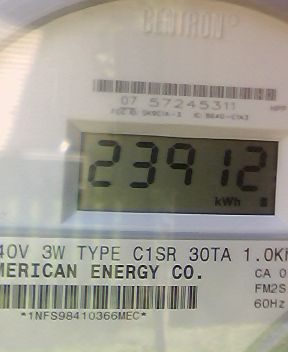 CENTRON®
07 57245311
23912
kWh
40V 3W TYPE C1SR 30TA 1.0K
MERICAN ENERGY CO.
CA 0
FM2S
60Hz
*1NFS98410366MEC*